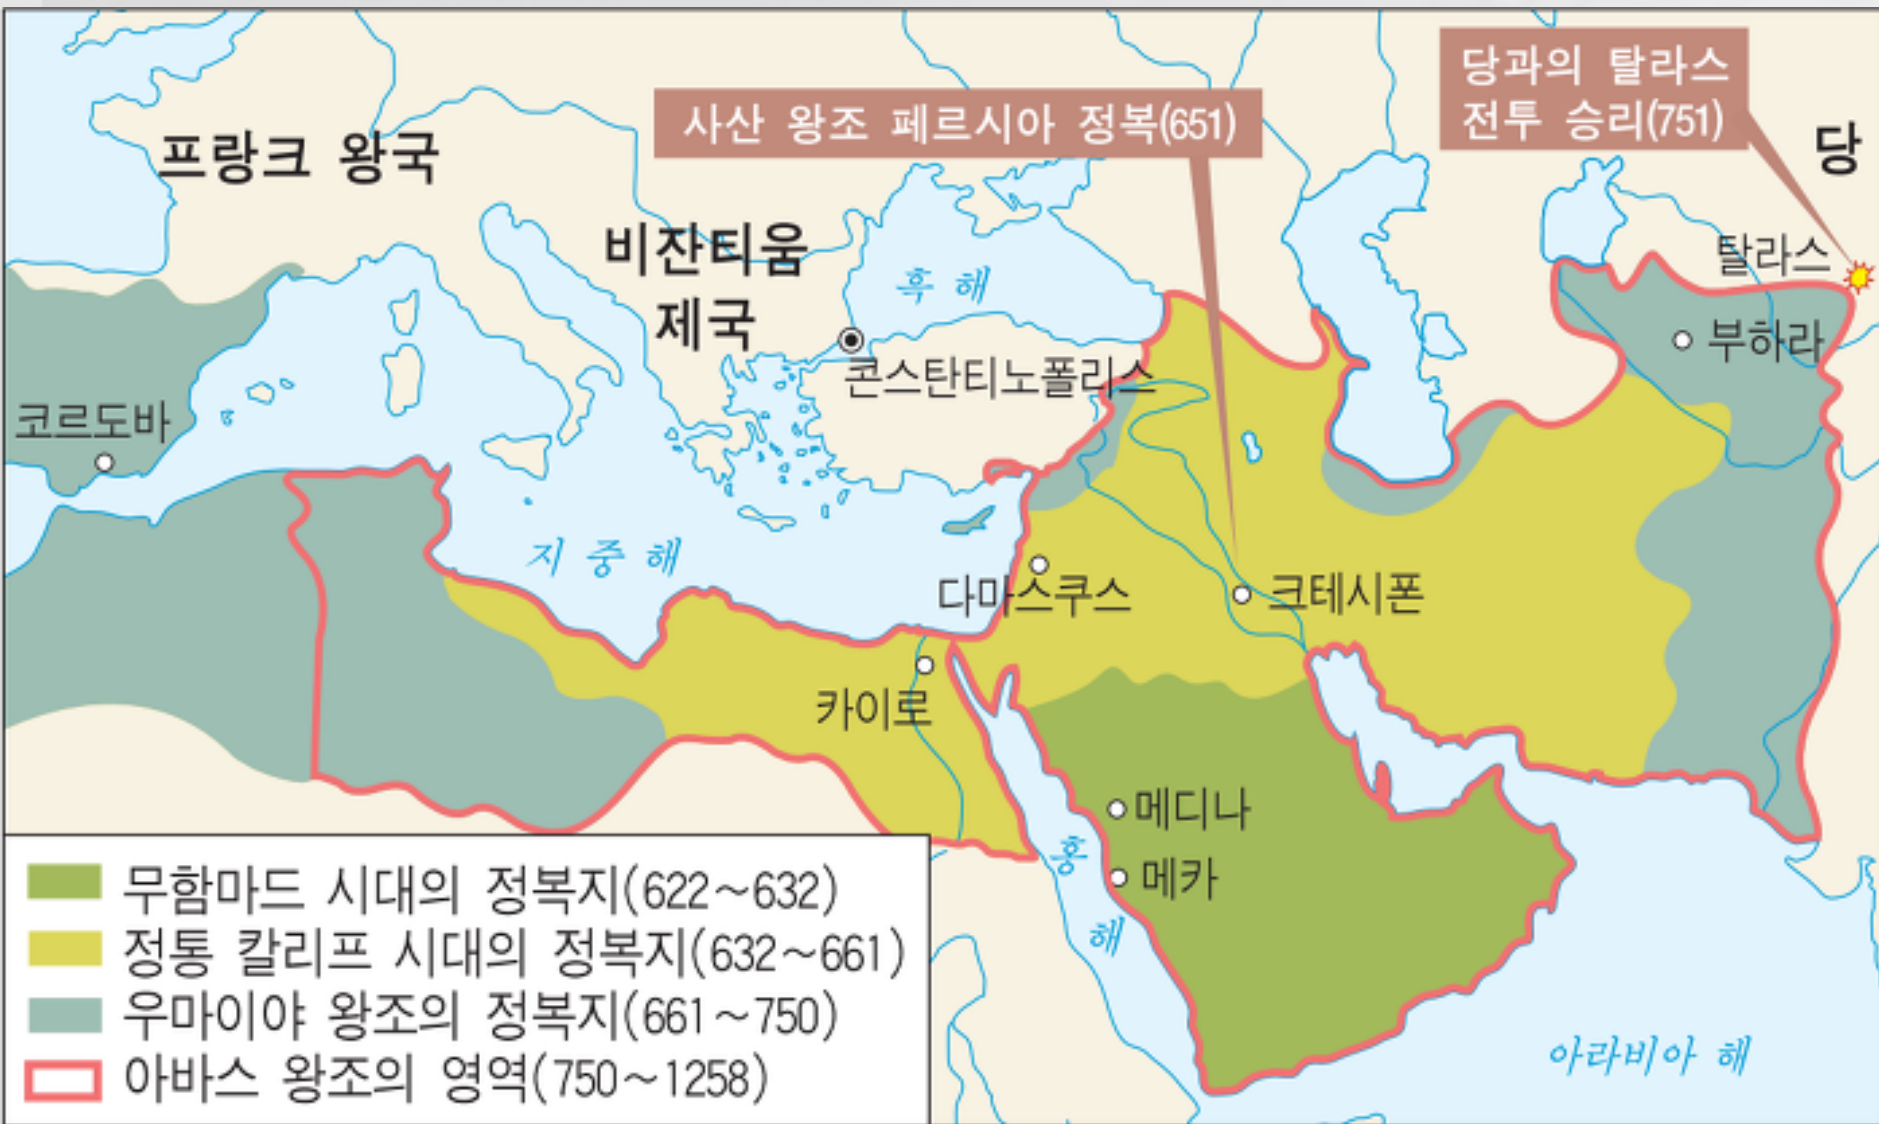 당과의 탈라스
전투 승리(751)
사산 왕조 페르시아 정복(651)
프랑크 왕국
당
비잔티움
제국
흑 해
탈라스
부하라
콘스탄티노폴리스
코르도바
지 중 해
다마스쿠스
크테시폰
카이로
메디나
메카
홍
해
아라비아 해
무함마드 시대의 정복지(622~632)
정통 칼리프 시대의 정복지(632~661)
우마이야 왕조의 정복지(661~750)
아바스 왕조의 영역(750~1258)